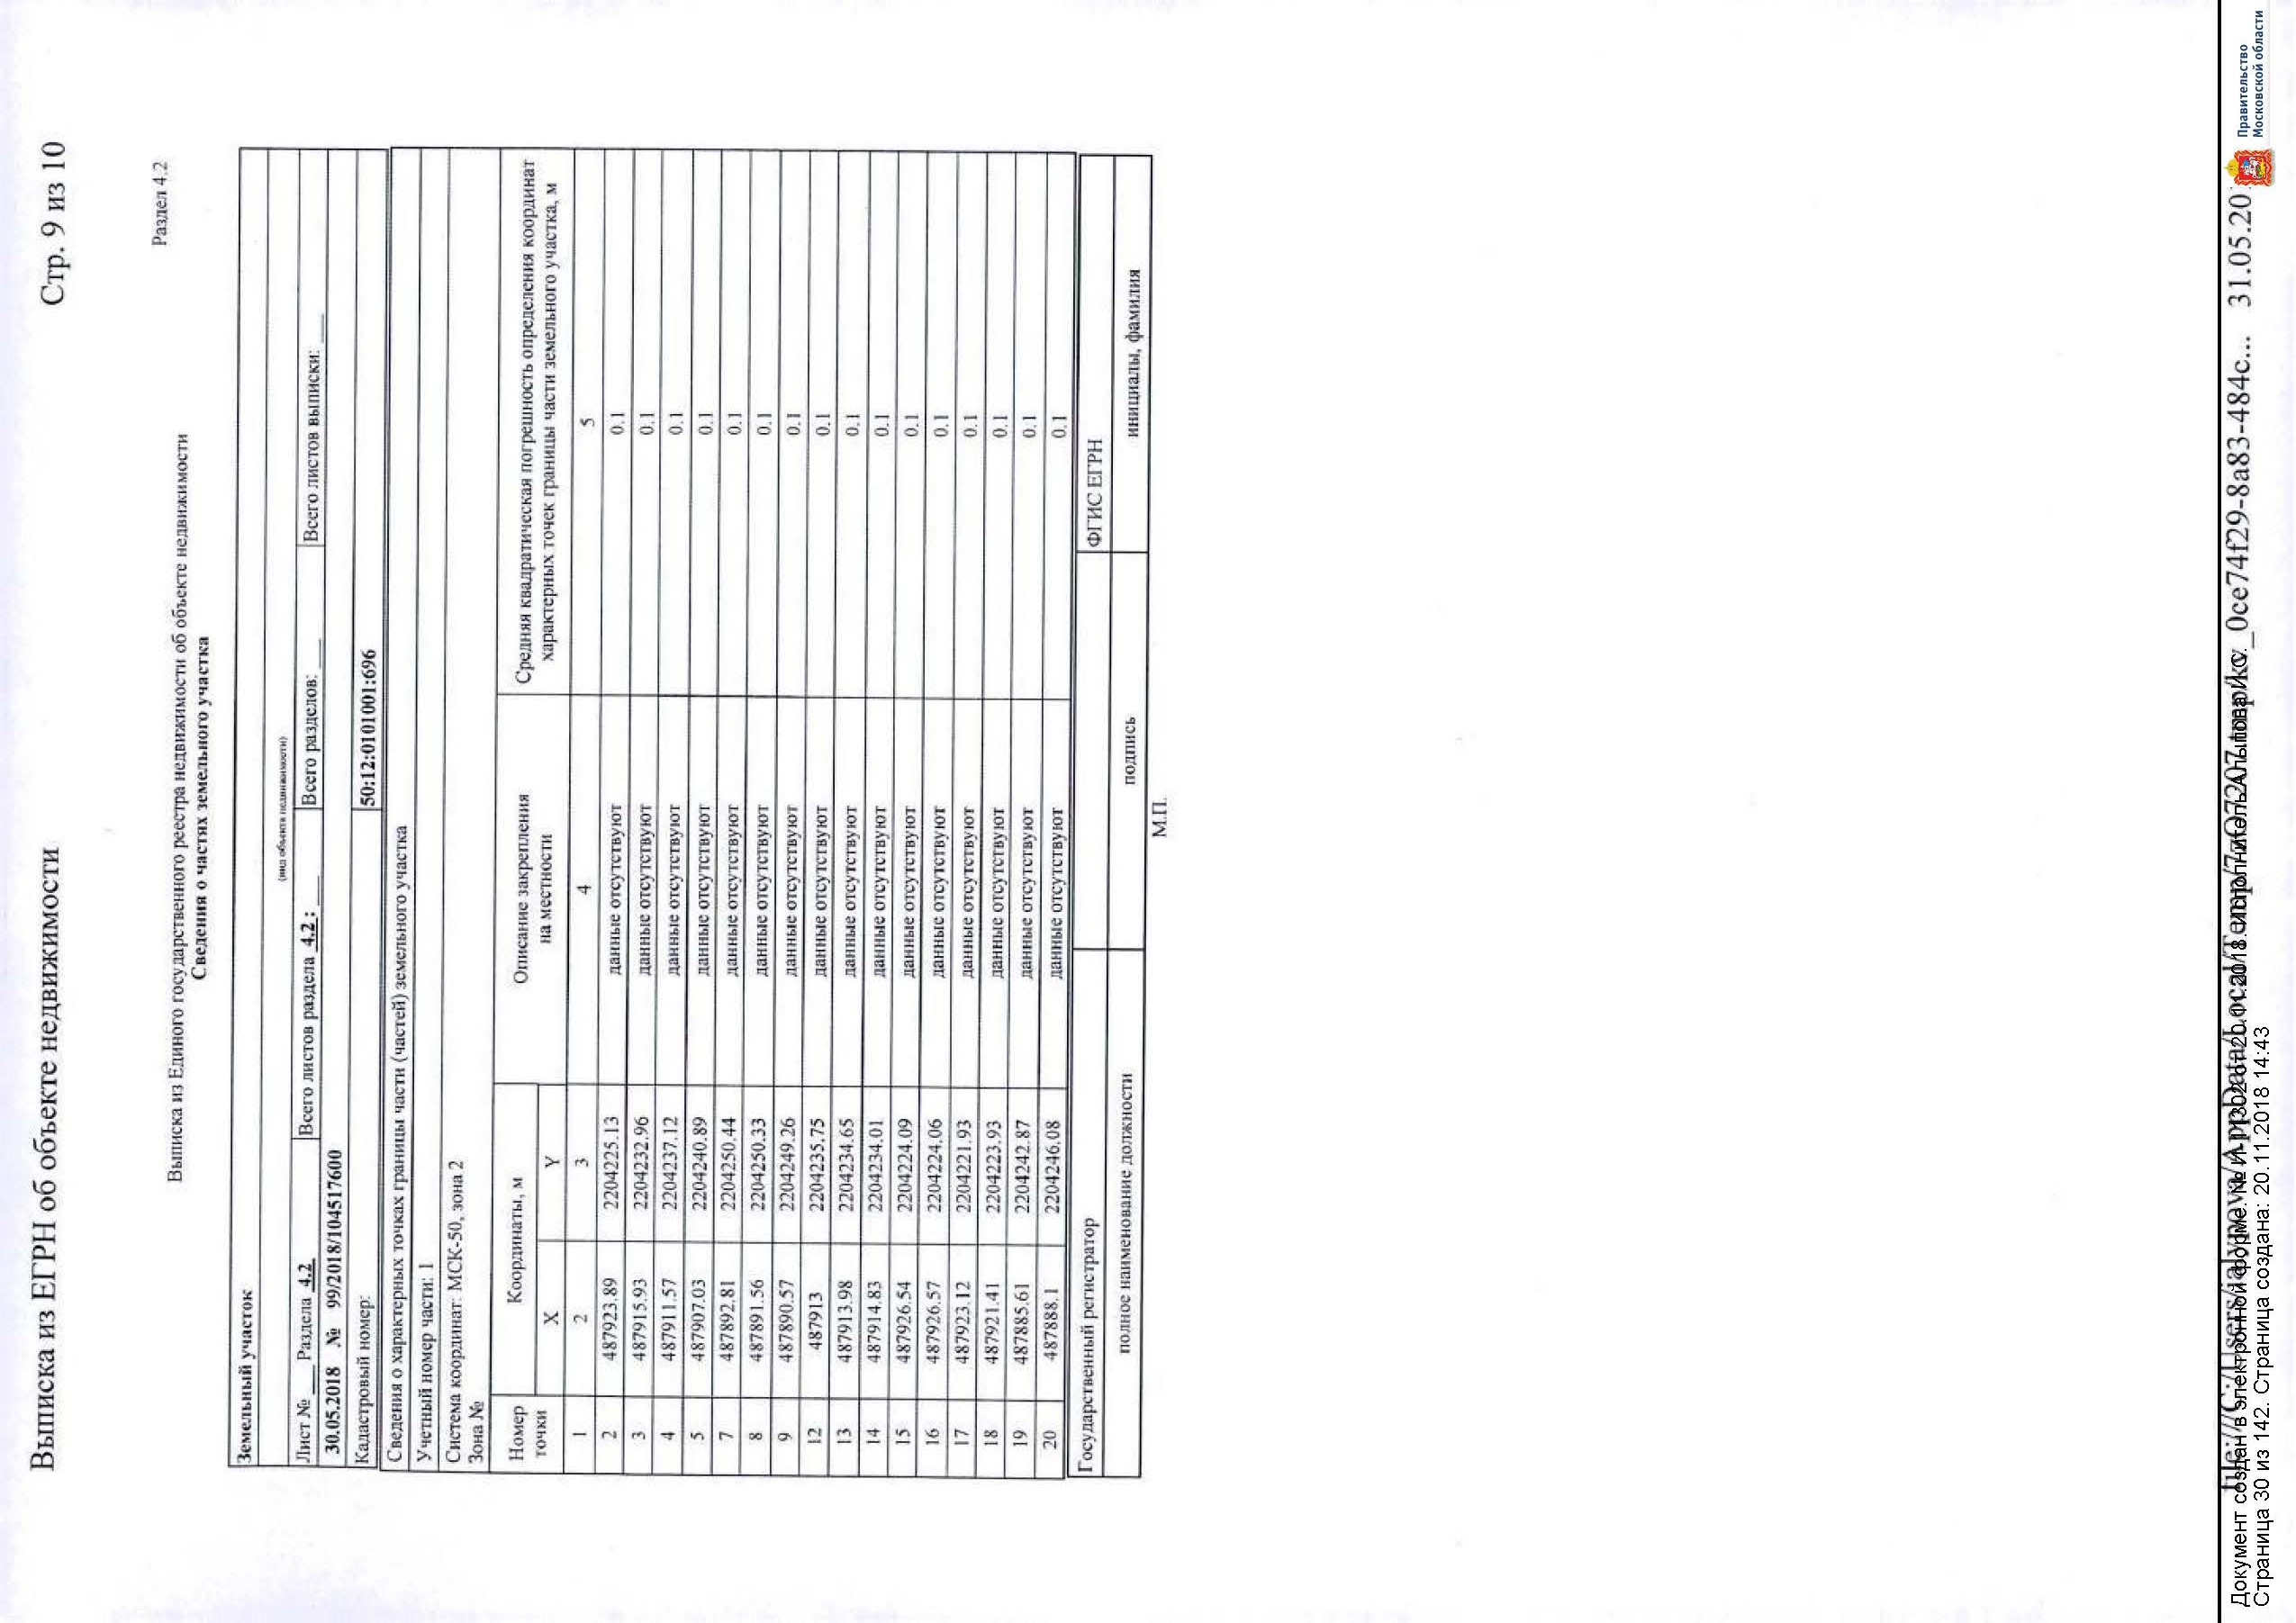 Выписка из ЕГРН об объекте недвижимости Стр. 9 из 10
Раздел 4.2
Выписка из Единого государственного реестра недвижимости об объекте недвижимости
Сведения о частях земельного участка
Земельный участок
(вид объекта недвижимости)
Лист № ___ Раздела 4.2 Всего листов раздела 4.2 : ___ Всего разделов: ___ Всего листов выписки: ___
30.05.2018 № 99/2018/104517600
Кадастровый номер: 50:12:0101001:696
Сведения о характерных точках границы части (частей) земельного участка
Учетный номер части: 1
Система координат: МСК-50, зона 2
Зона №
Номер точки Координаты, м Описание закрепления на местности Средняя квадратическая погрешность определения координат характерных точек границы части земельного участка, м
X Y
1 2 3 4 5
2 487923.89 2204225.13 данные отсутствуют 0.1
3 487915.93 2204232.96 данные отсутствуют 0.1
4 487911.57 2204237.12 данные отсутствуют 0.1
5 487907.03 2204240.89 данные отсутствуют 0.1
7 487892.81 2204250.44 данные отсутствуют 0.1
8 487891.56 2204250.33 данные отсутствуют 0.1
9 487890.57 2204249.26 данные отсутствуют 0.1
12 487913 2204235.75 данные отсутствуют 0.1
13 487913.98 2204234.65 данные отсутствуют 0.1
14 487914.83 2204234.01 данные отсутствуют 0.1
15 487926.54 2204224.09 данные отсутствуют 0.1
16 487926.57 2204224.06 данные отсутствуют 0.1
17 487923.12 2204221.93 данные отсутствуют 0.1
18 487921.41 2204223.93 данные отсутствуют 0.1
19 487885.61 2204242.87 данные отсутствуют 0.1
20 487888.1 2204246.08 данные отсутствуют 0.1
Государственный регистратор ФГИС ЕГРН
полное наименование должности подпись инициалы, фамилия
М.П.
_0ce74f29-8a83-484c... 31.05.20
Документ создан в электронной форме. № от 20. .2018. Исполнитель:
Страница 30 из 142. Страница создана: 20.11.2018 14:43
Правительство
Московской области